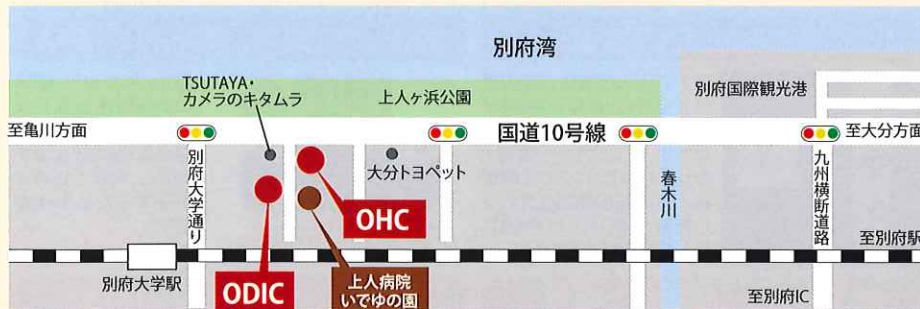 別府湾
TSUTAYA・
カメラのキタムラ
上人ヶ浜公園
別府国際観光港
至亀川方面
国道10号線
至大分方面
別府大学通り
大分トヨペット
春木川
九州横断道路
OHC
至別府駅
別府大学駅
ODIC
上人病院
いでゆの園
至別府IC